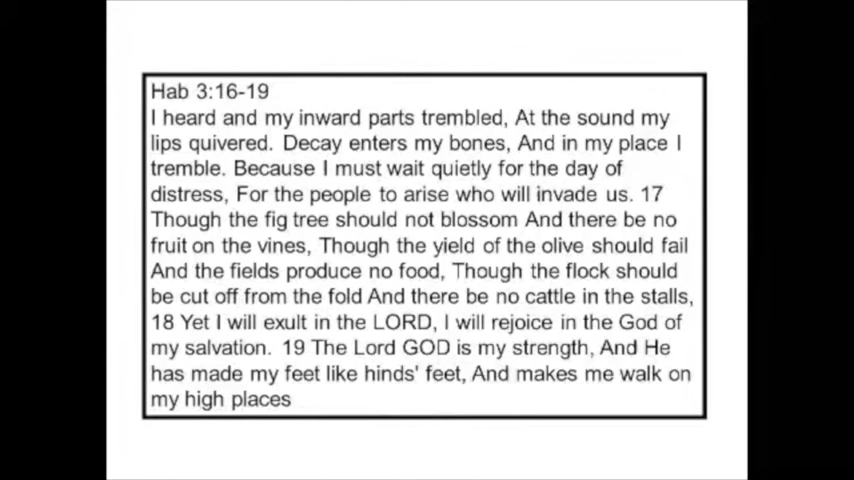 Hab 3:16-19
I heard and my inward parts trembled, At the sound my
lips quivered. Decay enters my bones, And in my place I
tremble. Because I must wait quietly for the day of
distress, For the people to arise who will invade us. 17
Though the fig tree should not blossom And there be no
fruit on the vines, Though the yield of the olive should fail
And the fields produce no food, Though the flock should
be cut off from the fold And there be no cattle in the stalls,
18 Yet I will exult in the LORD, I will rejoice in the God of
my salvation. 19 The Lord GOD is my strength, And He
has made my feet like hinds' feet, And makes me walk on
my high places